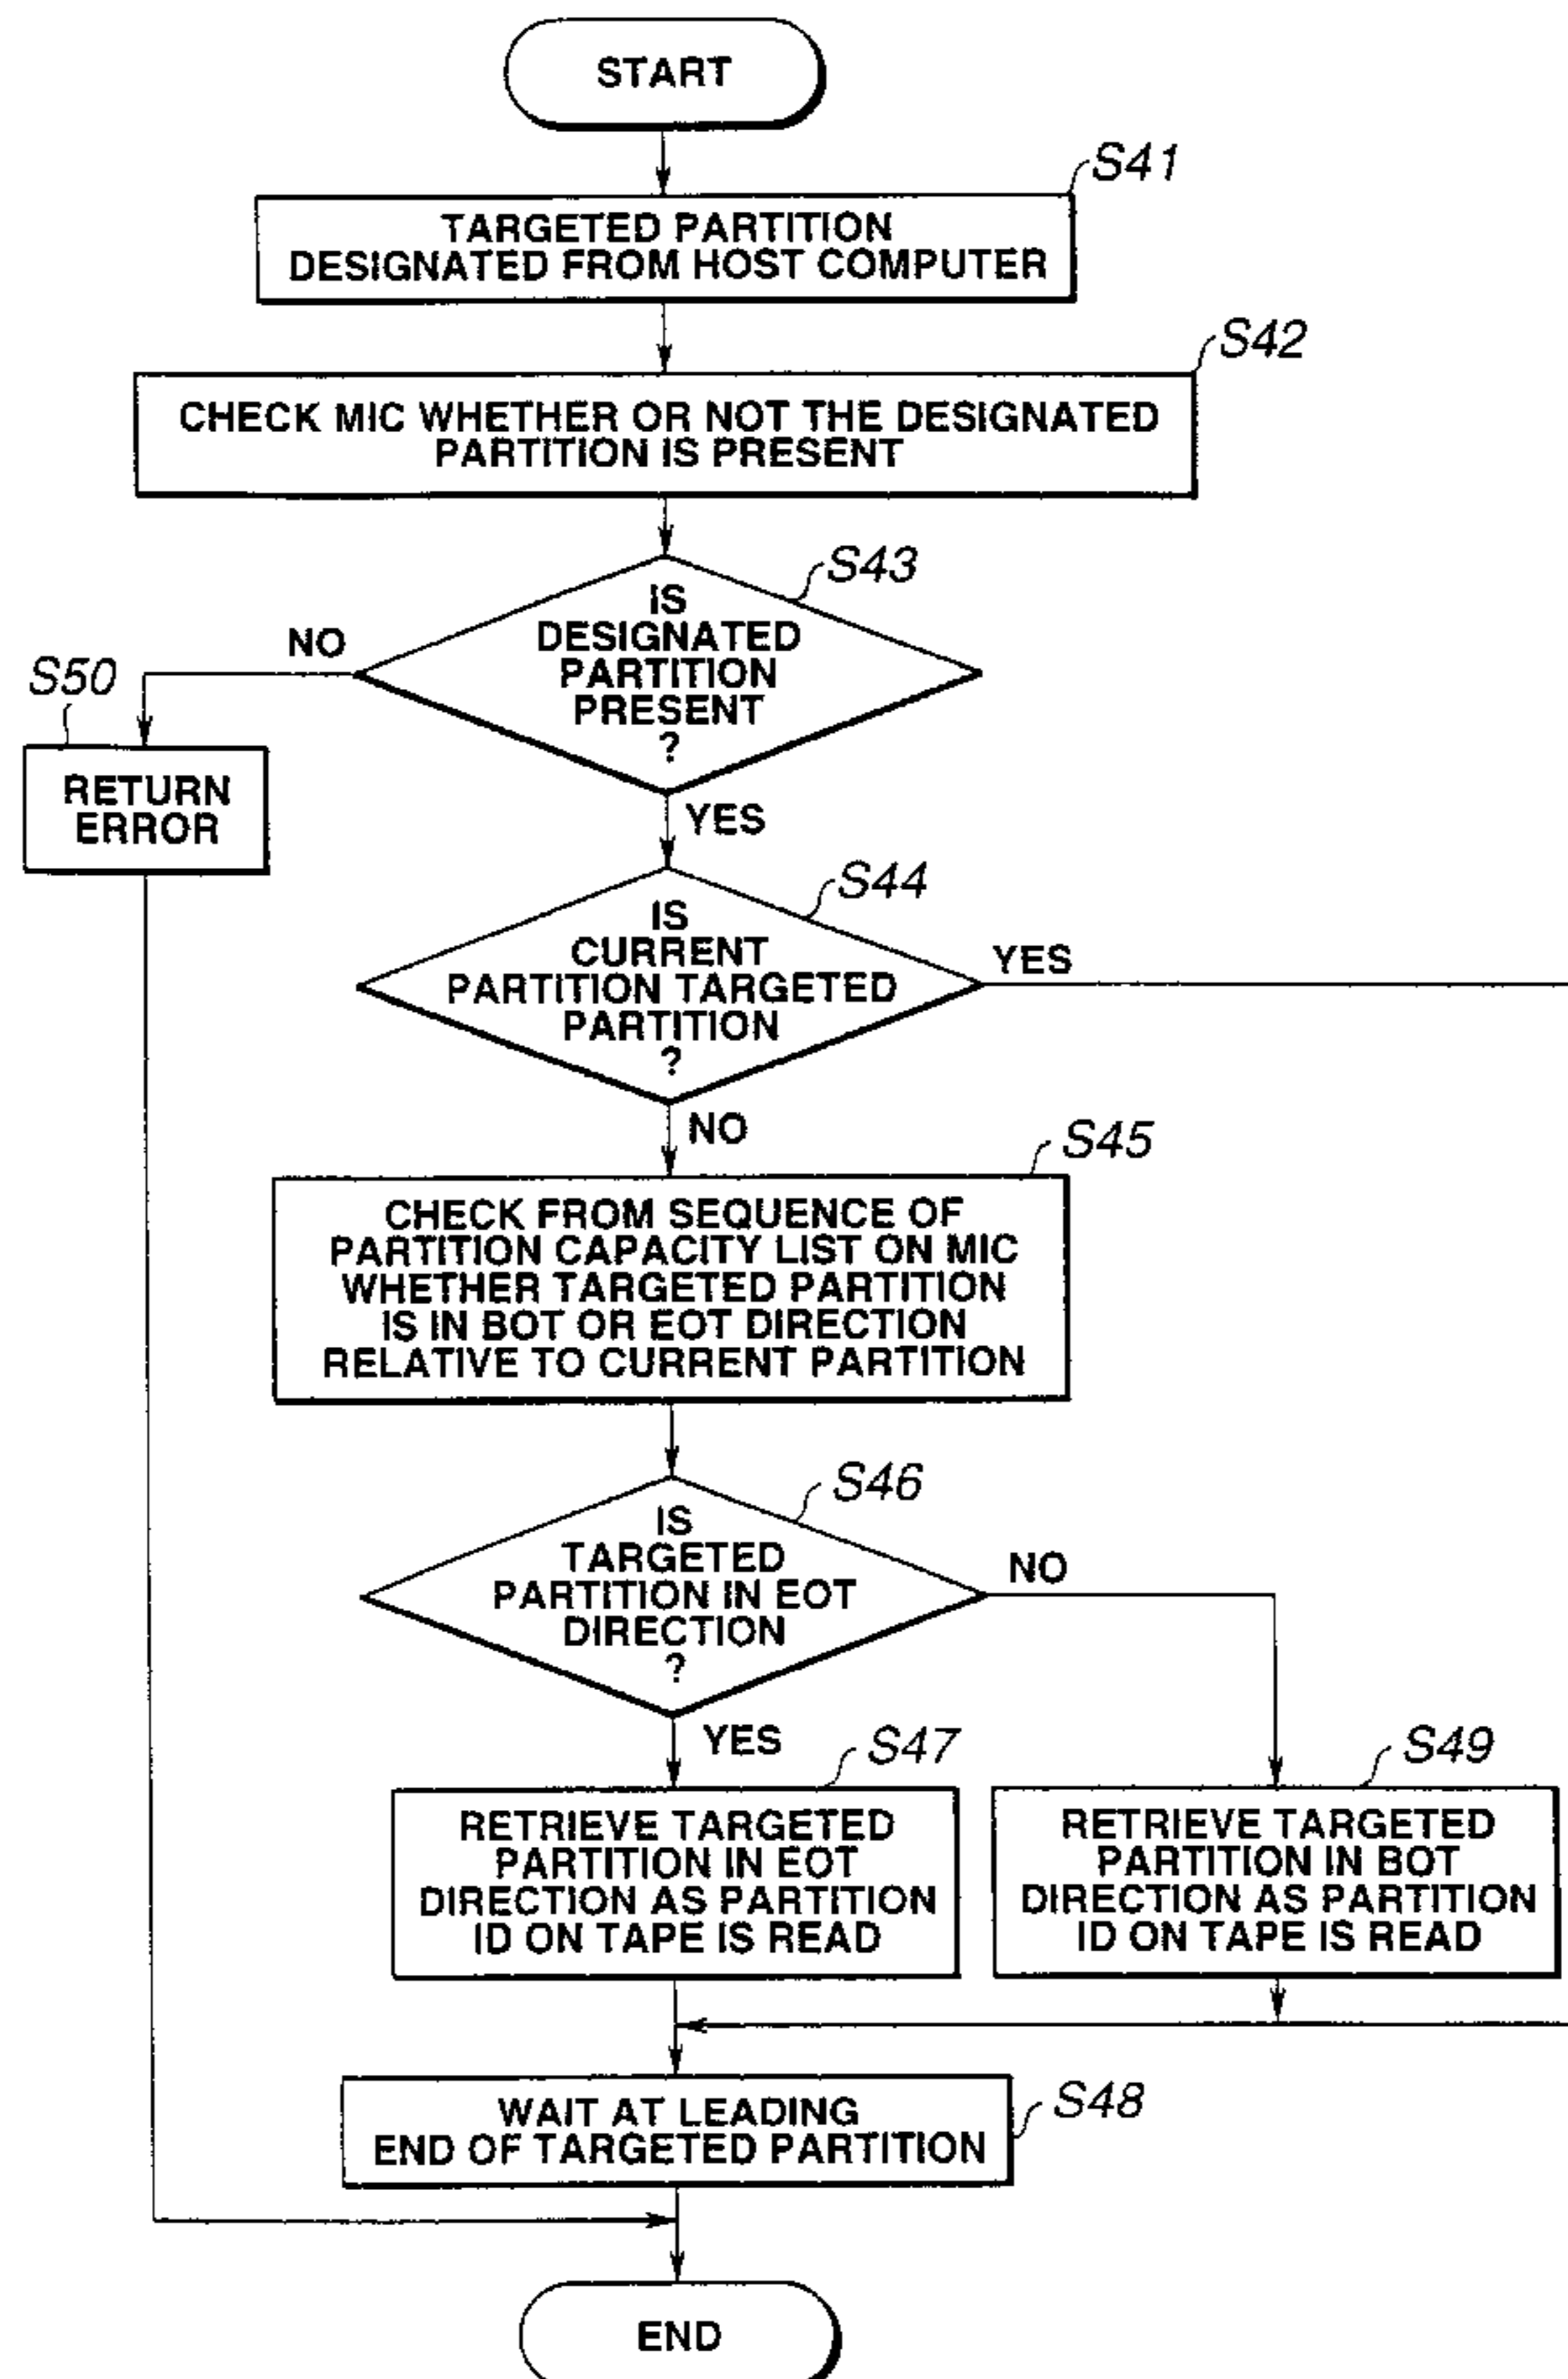 START
S41
TARGETED PARTITION
DESIGNATED FROM HOST COMPUTER
S42
CHECK MIC WHETHER OR NOT THE DESIGNATED
PARTITION IS PRESENT
S43
IS
DESIGNATED
PARTITION
PRESENT
?
NO
S50
RETURN
ERROR
YES
S44
IS
CURRENT
PARTITION TARGETED
PARTITION
?
YES
NO
S45
CHECK FROM SEQUENCE OF
PARTITION CAPACITY LIST ON MIC
WHETHER TARGETED PARTITION
IS IN BOT OR EOT DIRECTION
RELATIVE TO CURRENT PARTITION
S46
IS
TARGETED
PARTITION IN EOT
DIRECTION
?
NO
YES
S47
RETRIEVE TARGETED
PARTITION IN EOT
DIRECTION AS PARTITION
ID ON TAPE IS READ
S49
RETRIEVE TARGETED
PARTITION IN BOT
DIRECTION AS PARTITION
ID ON TAPE IS READ
S48
WAIT AT LEADING
END OF TARGETED PARTITION
END